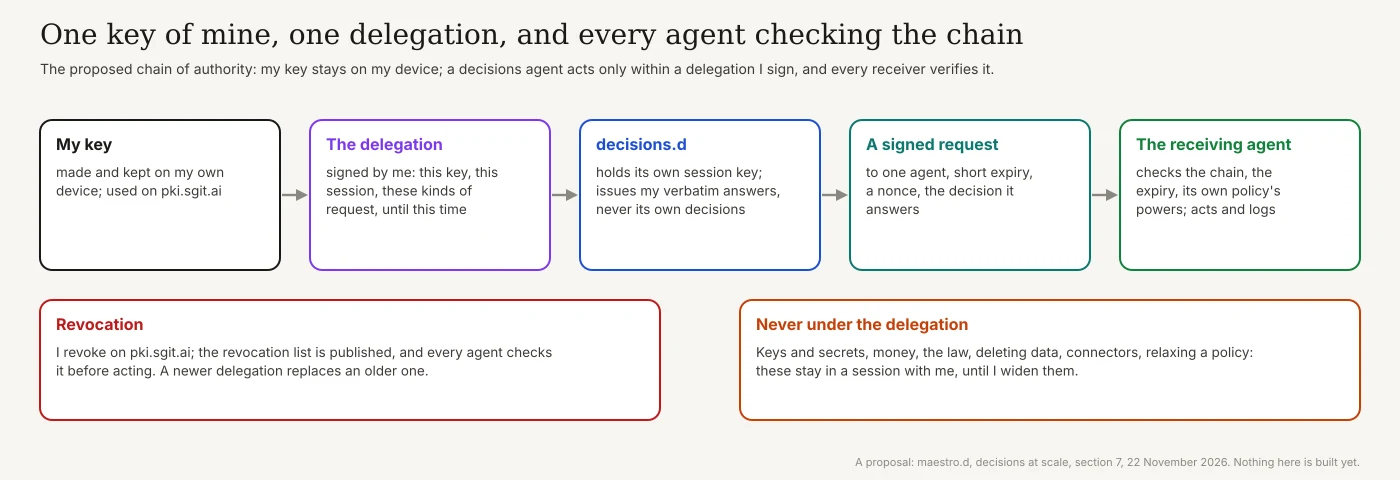 One key of mine, one delegation, and every agent checking the chain
The proposed chain of authority: my key stays on my device; a decisions agent acts only within a delegation I sign, and every receiver verifies it.
My key
made and kept on my own
device; used on pki.sgit.ai
The delegation
signed by me: this key, this
session, these kinds of
request, until this time
decisions.d
holds its own session key;
issues my verbatim answers,
never its own decisions
A signed request
to one agent, short expiry,
a nonce, the decision it
answers
The receiving agent
checks the chain, the
expiry, its own policy's
powers; acts and logs
Revocation
I revoke on pki.sgit.ai; the revocation list is published, and every agent checks
it before acting. A newer delegation replaces an older one.
Never under the delegation
Keys and secrets, money, the law, deleting data, connectors, relaxing a policy:
these stay in a session with me, until I widen them.
A proposal: maestro.d, decisions at scale, section 7, 22 November 2026. Nothing here is built yet.